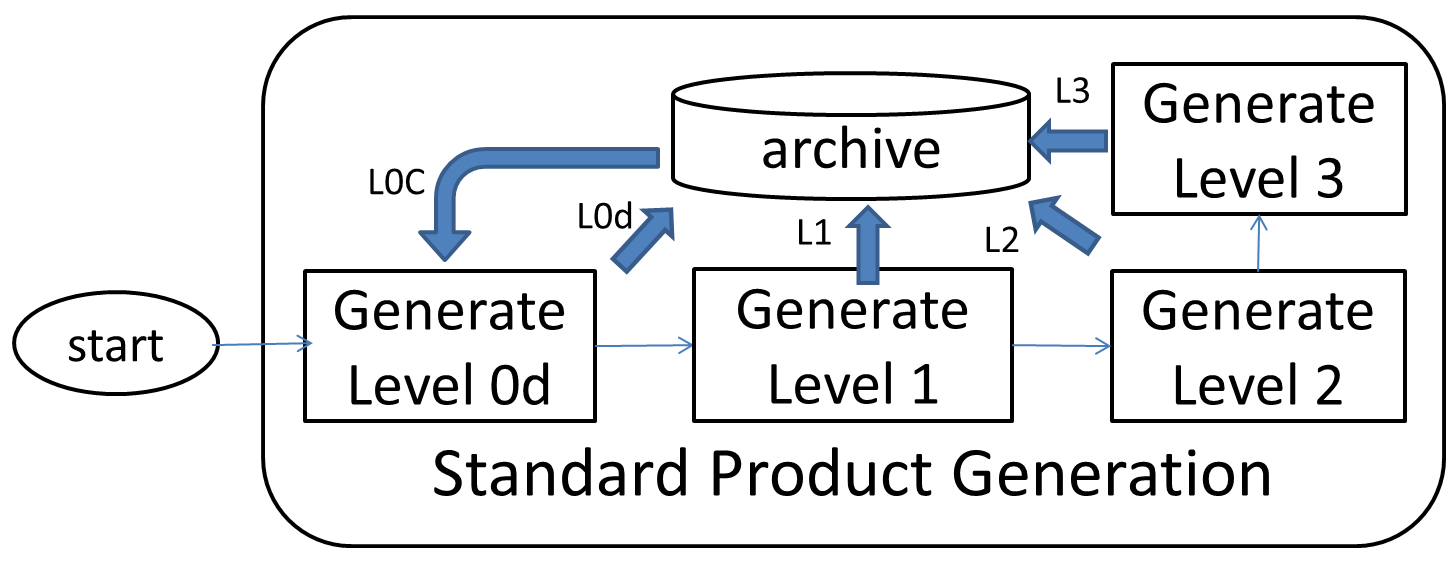 Generate
Level 3
L3
archive
L0C
L0d
L1
L2
start
Generate
Level 0d
Generate
Level 1
Generate
Level 2
Standard Product Generation